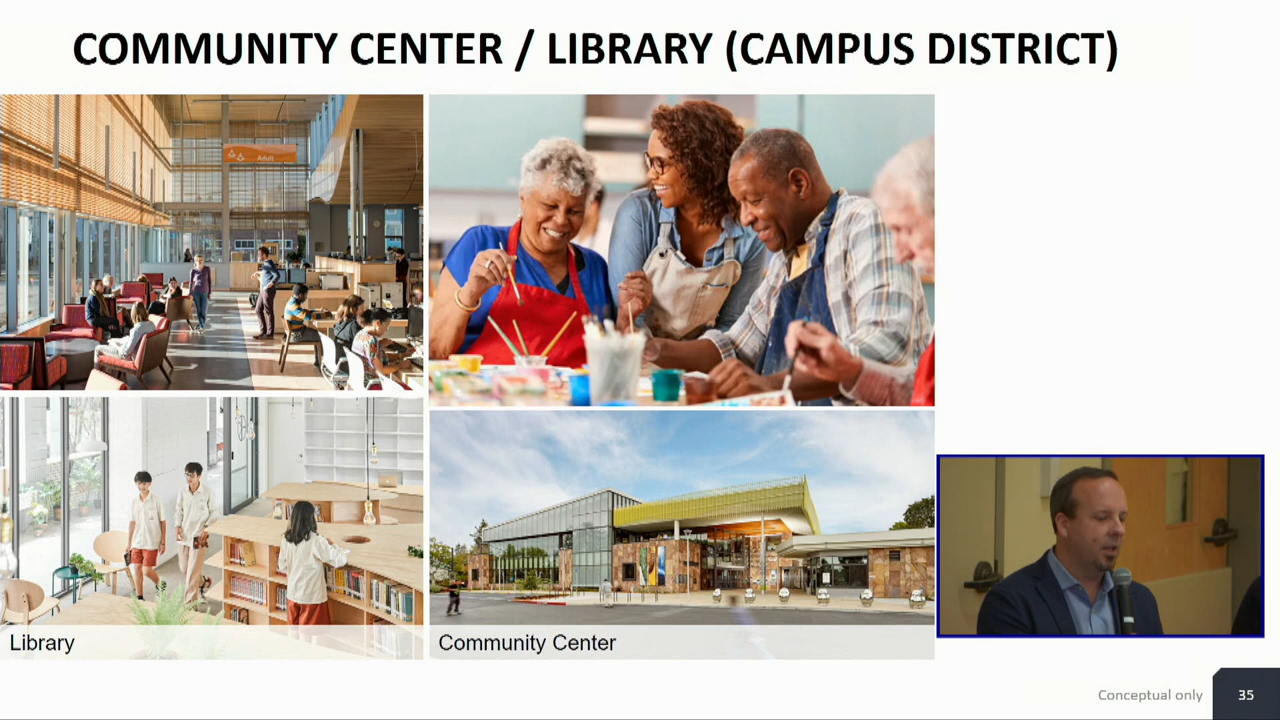 COMMUNITY CENTER / LIBRARY (CAMPUS DISTRICT)
Adult
Library
Community Center
Conceptual only
35